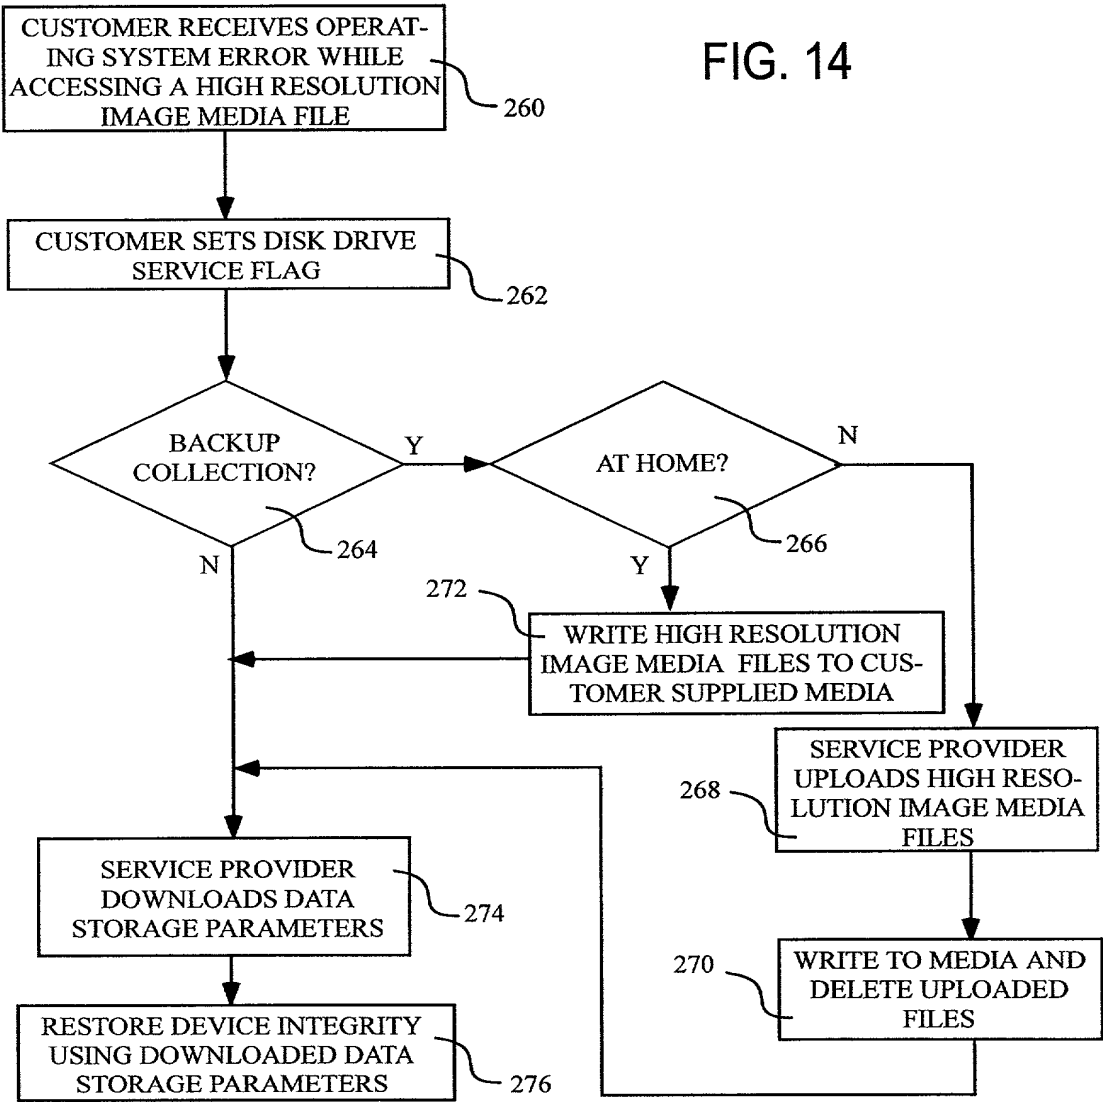 FIG. 14
CUSTOMER RECEIVES OPERAT-
ING SYSTEM ERROR WHILE
ACCESSING A HIGH RESOLUTION
IMAGE MEDIA FILE
260
CUSTOMER SETS DISK DRIVE
SERVICE FLAG
262
BACKUP
COLLECTION?
264
Y
N
AT HOME?
266
N
Y
272
WRITE HIGH RESOLUTION
IMAGE MEDIA FILES TO CUS-
TOMER SUPPLIED MEDIA
SERVICE PROVIDER
UPLOADS HIGH RESO-
LUTION IMAGE MEDIA
FILES
268
WRITE TO MEDIA AND
DELETE UPLOADED
FILES
270
SERVICE PROVIDER
DOWNLOADS DATA
STORAGE PARAMETERS
274
RESTORE DEVICE INTEGRITY
USING DOWNLOADED DATA
STORAGE PARAMETERS
276